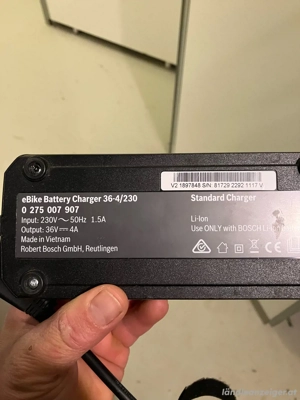 V2 1897848 S/N: 81729 2292 1117 V
eBike Battery Charger 36-4/230
0 275 007 907
Input: 230V ~ 50Hz 1.5A
Output: 36V ⎓ 4A
Made in Vietnam
Robert Bosch GmbH, Reutlingen
Standard Charger
Li-Ion
Use ONLY with BOSCH